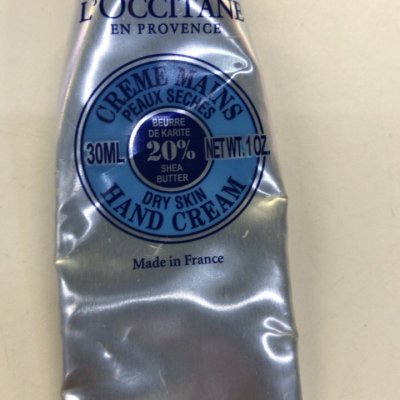 L'OCCITANE
EN PROVENCE
CREME MAINS
PEAUX SECHES
BEURRE
DE KARITE
30ML 20% NET WT. 1 OZ.
SHEA
BUTTER
DRY SKIN
HAND CREAM
Made in France